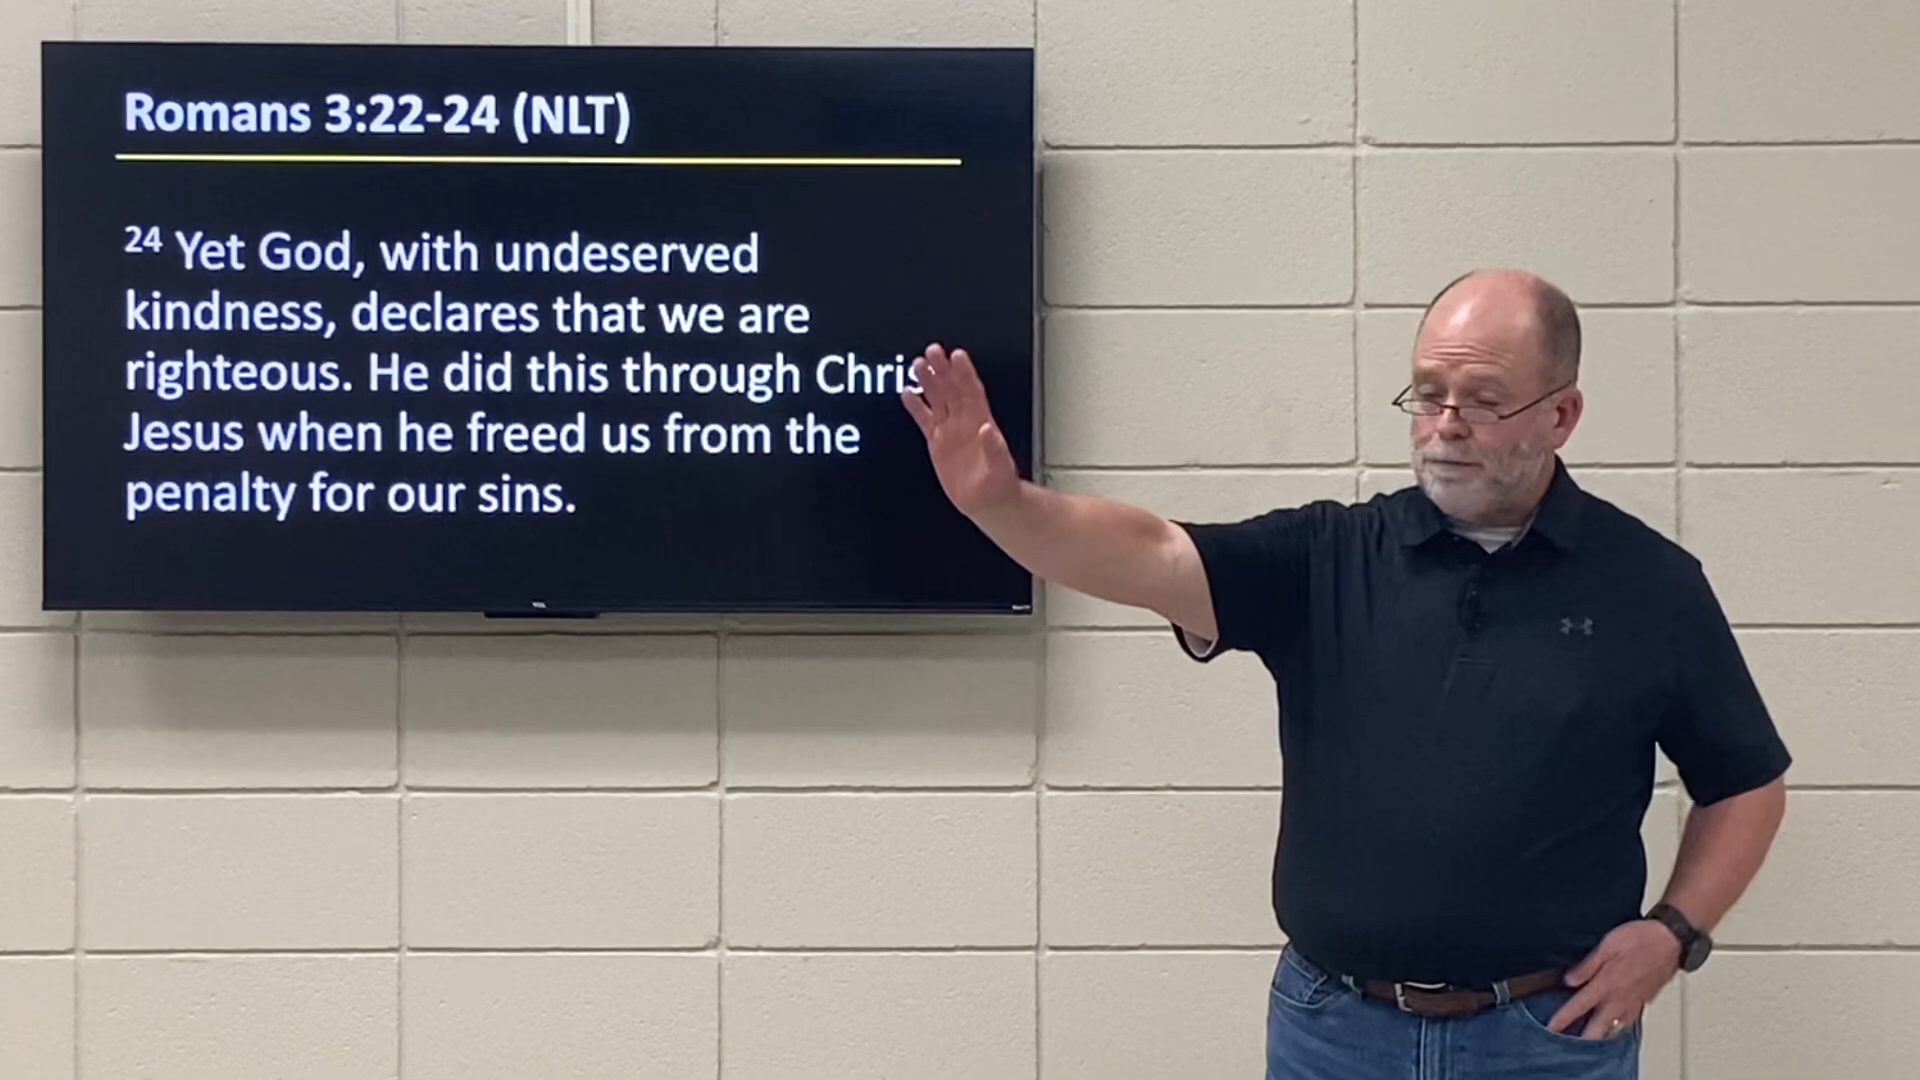 Romans 3:22-24 (NLT)
24 Yet God, with undeserved
kindness, declares that we are
righteous. He did this through Chris
Jesus when he freed us from the
penalty for our sins.
TCL